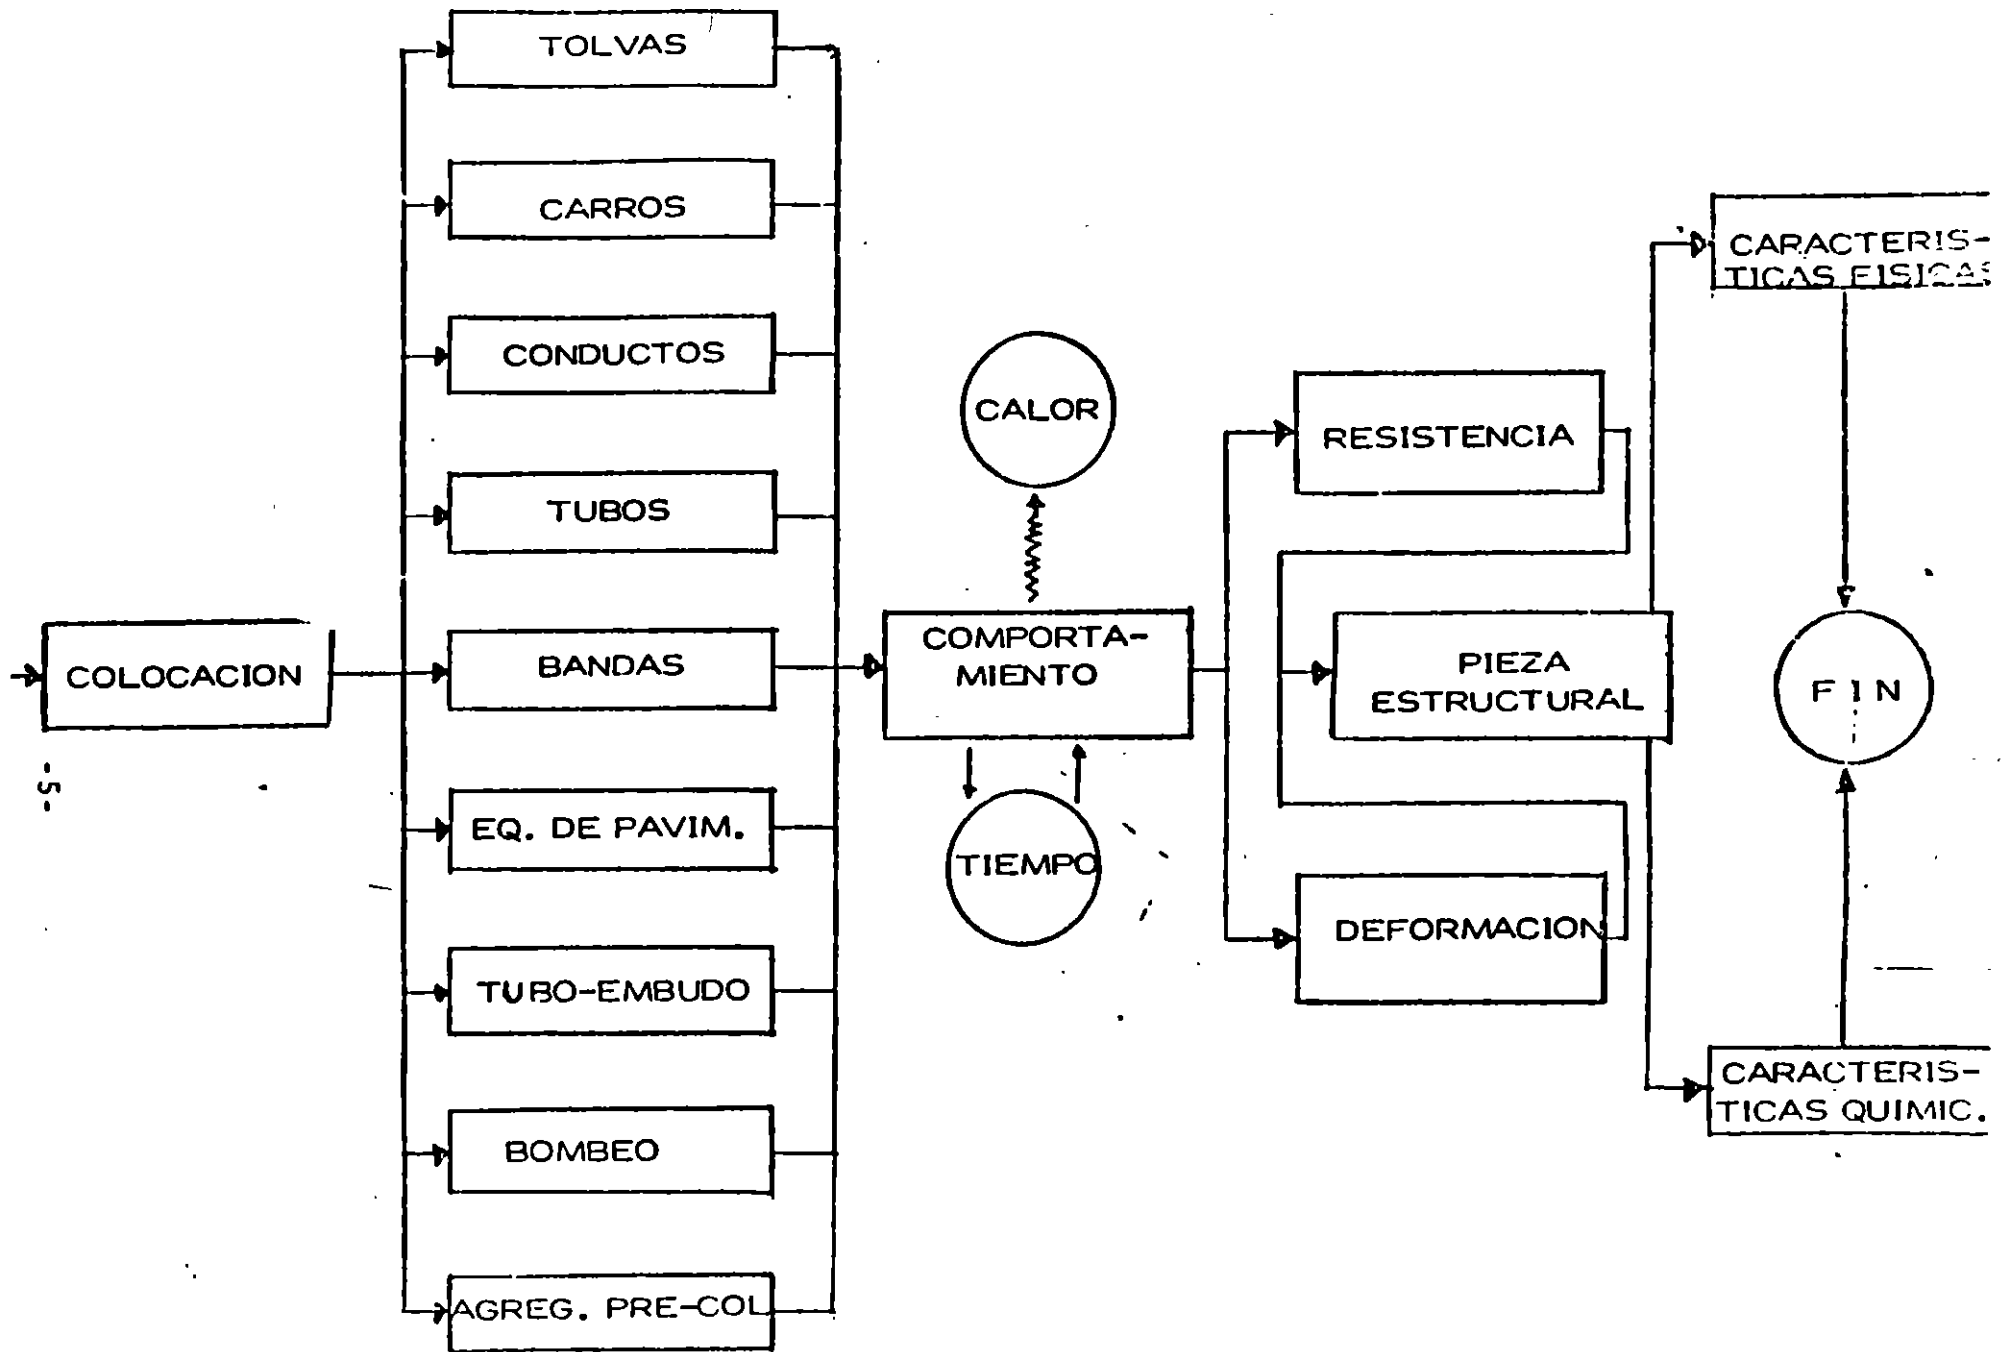 TOLVAS
CARROS
CONDUCTOS
TUBOS
BANDAS
EQ. DE PAVIM.
TUBO-EMBUDO
BOMBEO
AGREG. PRE-COL
COLOCACION
-5-
CALOR
COMPORTA-
MIENTO
TIEMPO
RESISTENCIA
PIEZA
ESTRUCTURAL
DEFORMACION
CARACTERIS-
TICAS FISICAS
FIN
CARACTERIS-
TICAS QUIMIC.